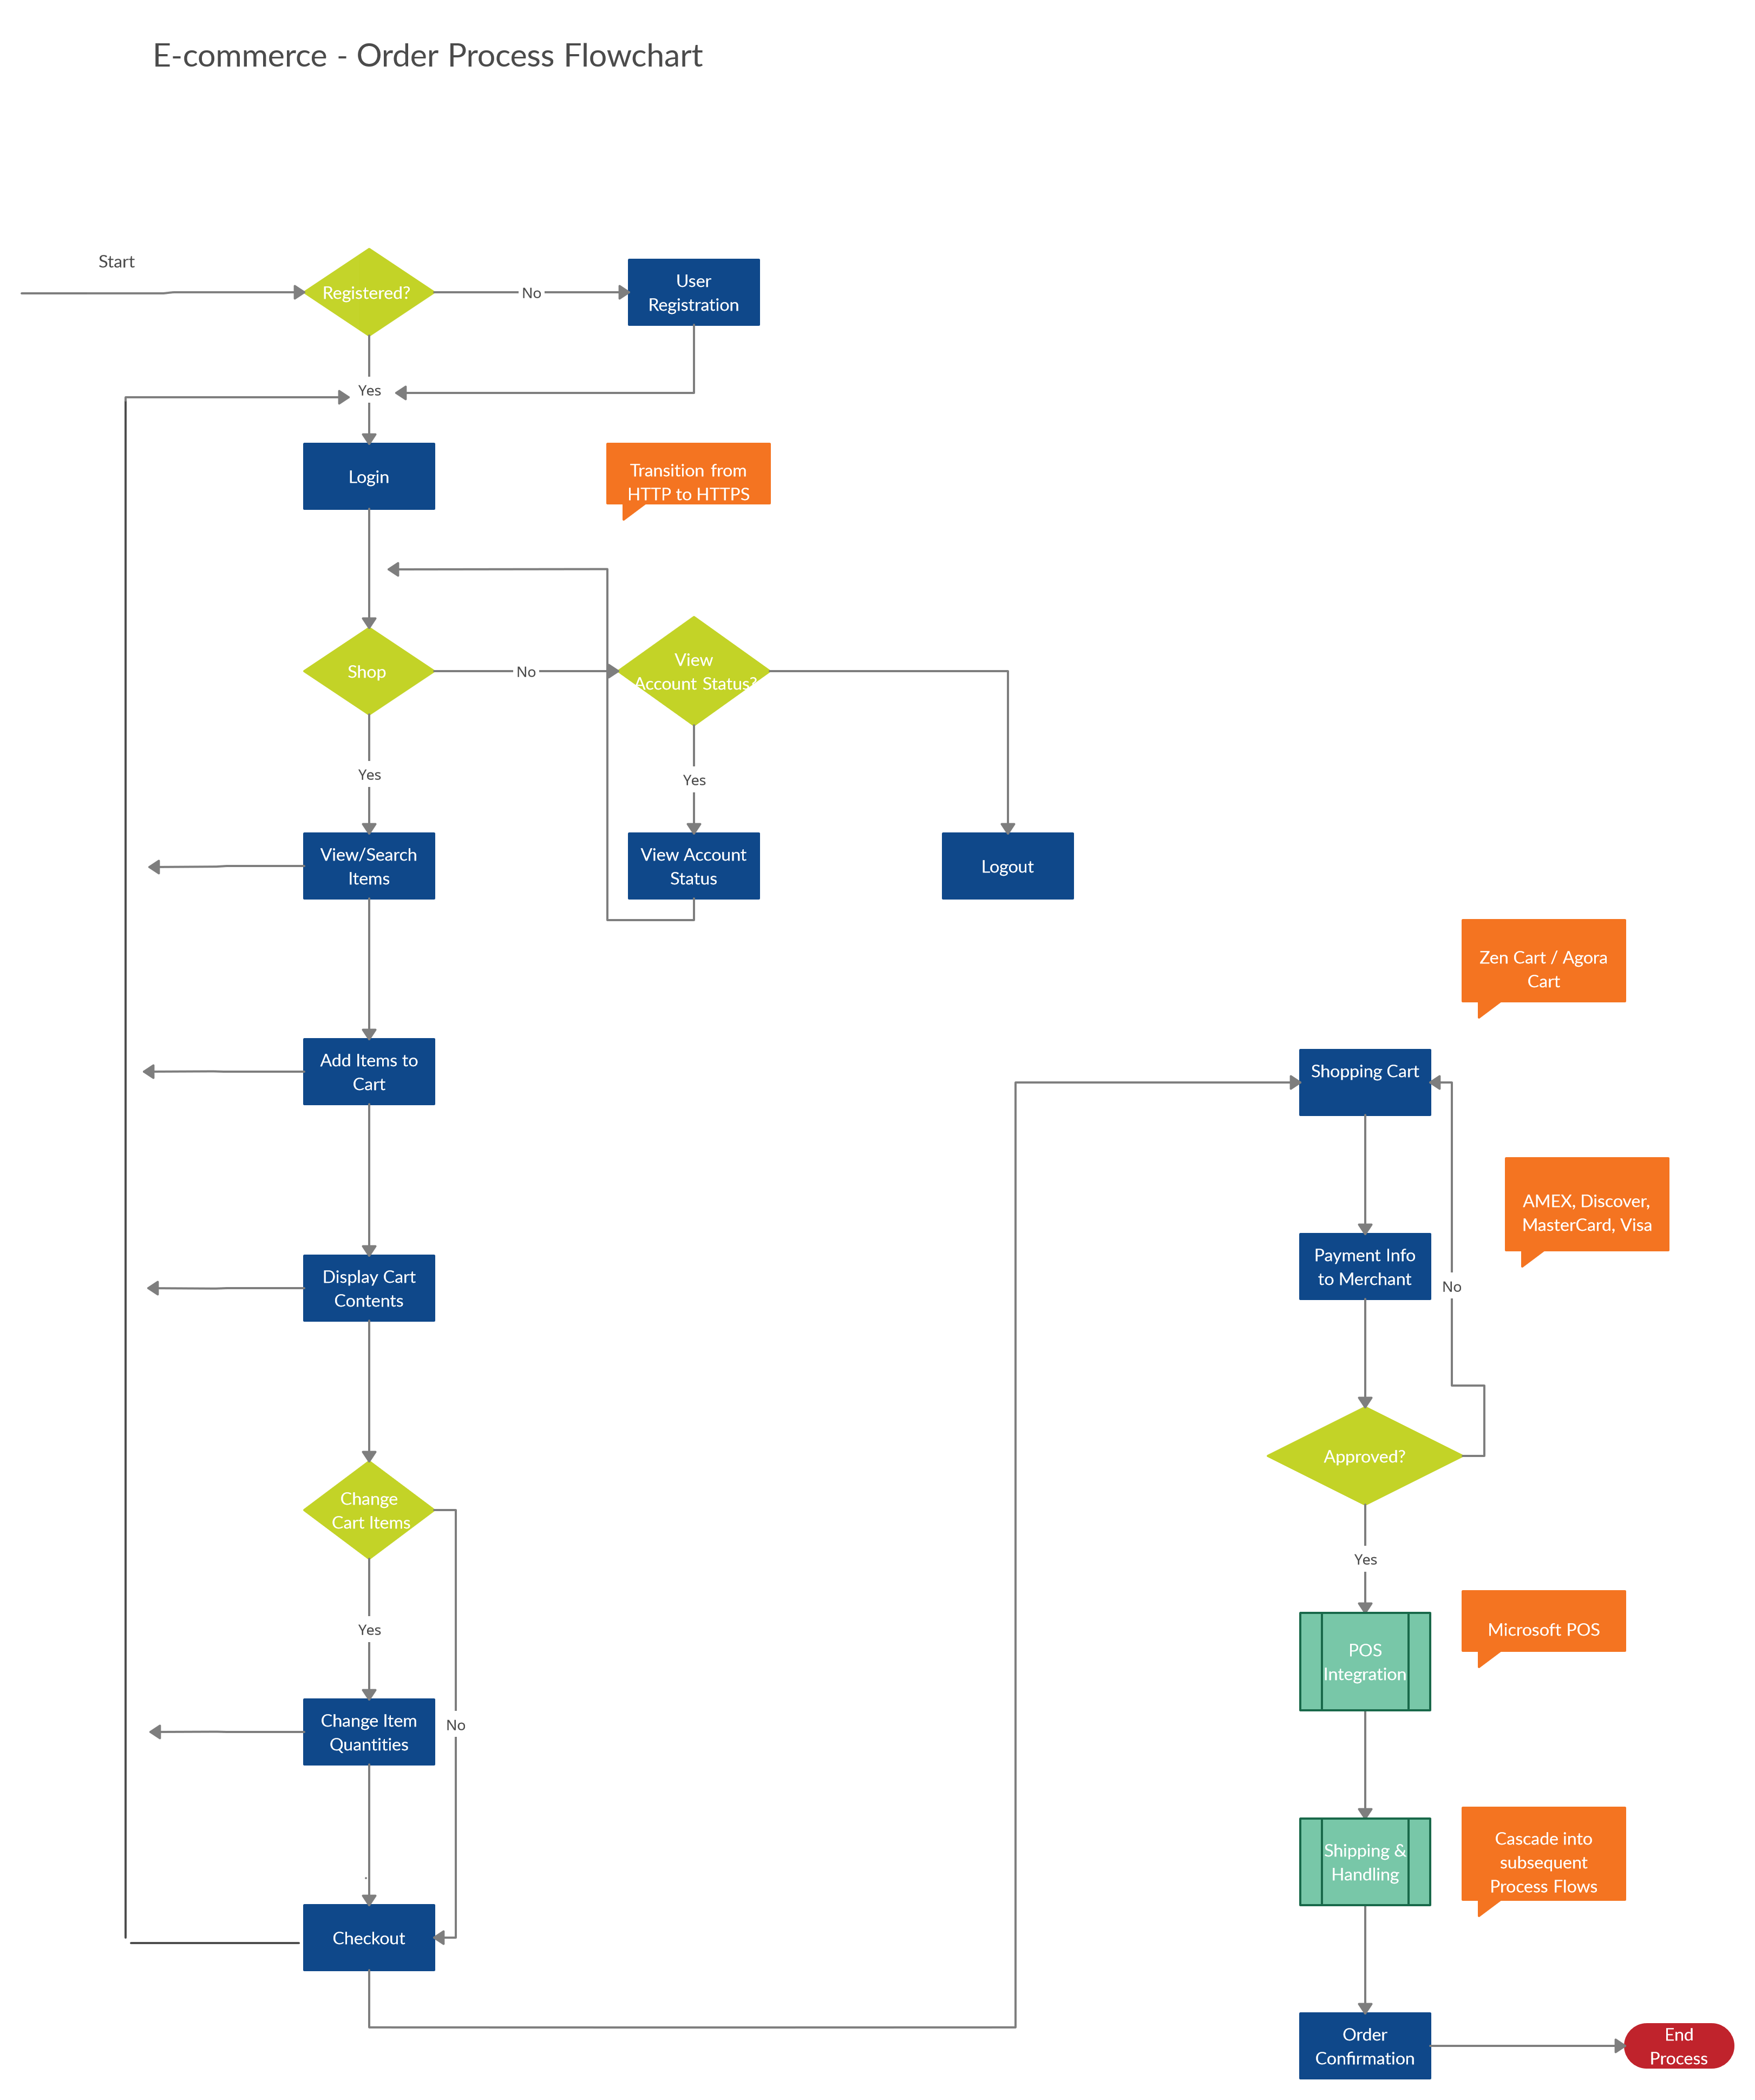 E-commerce - Order Process Flowchart
Start
Registered?
No
User
Registration
Yes
Login
Transition from
HTTP to HTTPS
Shop
No
View
Account Status?
Yes
Yes
View/Search
Items
View Account
Status
Logout
Zen Cart / Agora
Cart
Add Items to
Cart
Shopping Cart
AMEX, Discover,
MasterCard, Visa
Display Cart
Contents
Payment Info
to Merchant
No
Approved?
Change
Cart Items
Yes
Yes
POS
Integration
Microsoft POS
Change Item
Quantities
No
Shipping &
Handling
Cascade into
subsequent
Process Flows
Checkout
Order
Confirmation
End
Process